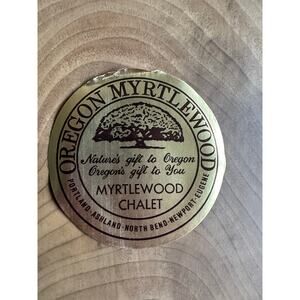 OREGON MYRTLEWOOD
Nature's gift to Oregon
Oregon's gift to You
MYRTLEWOOD
CHALET
PORTLAND-ASHLAND-NORTH BEND-NEWPORT-EUGENE